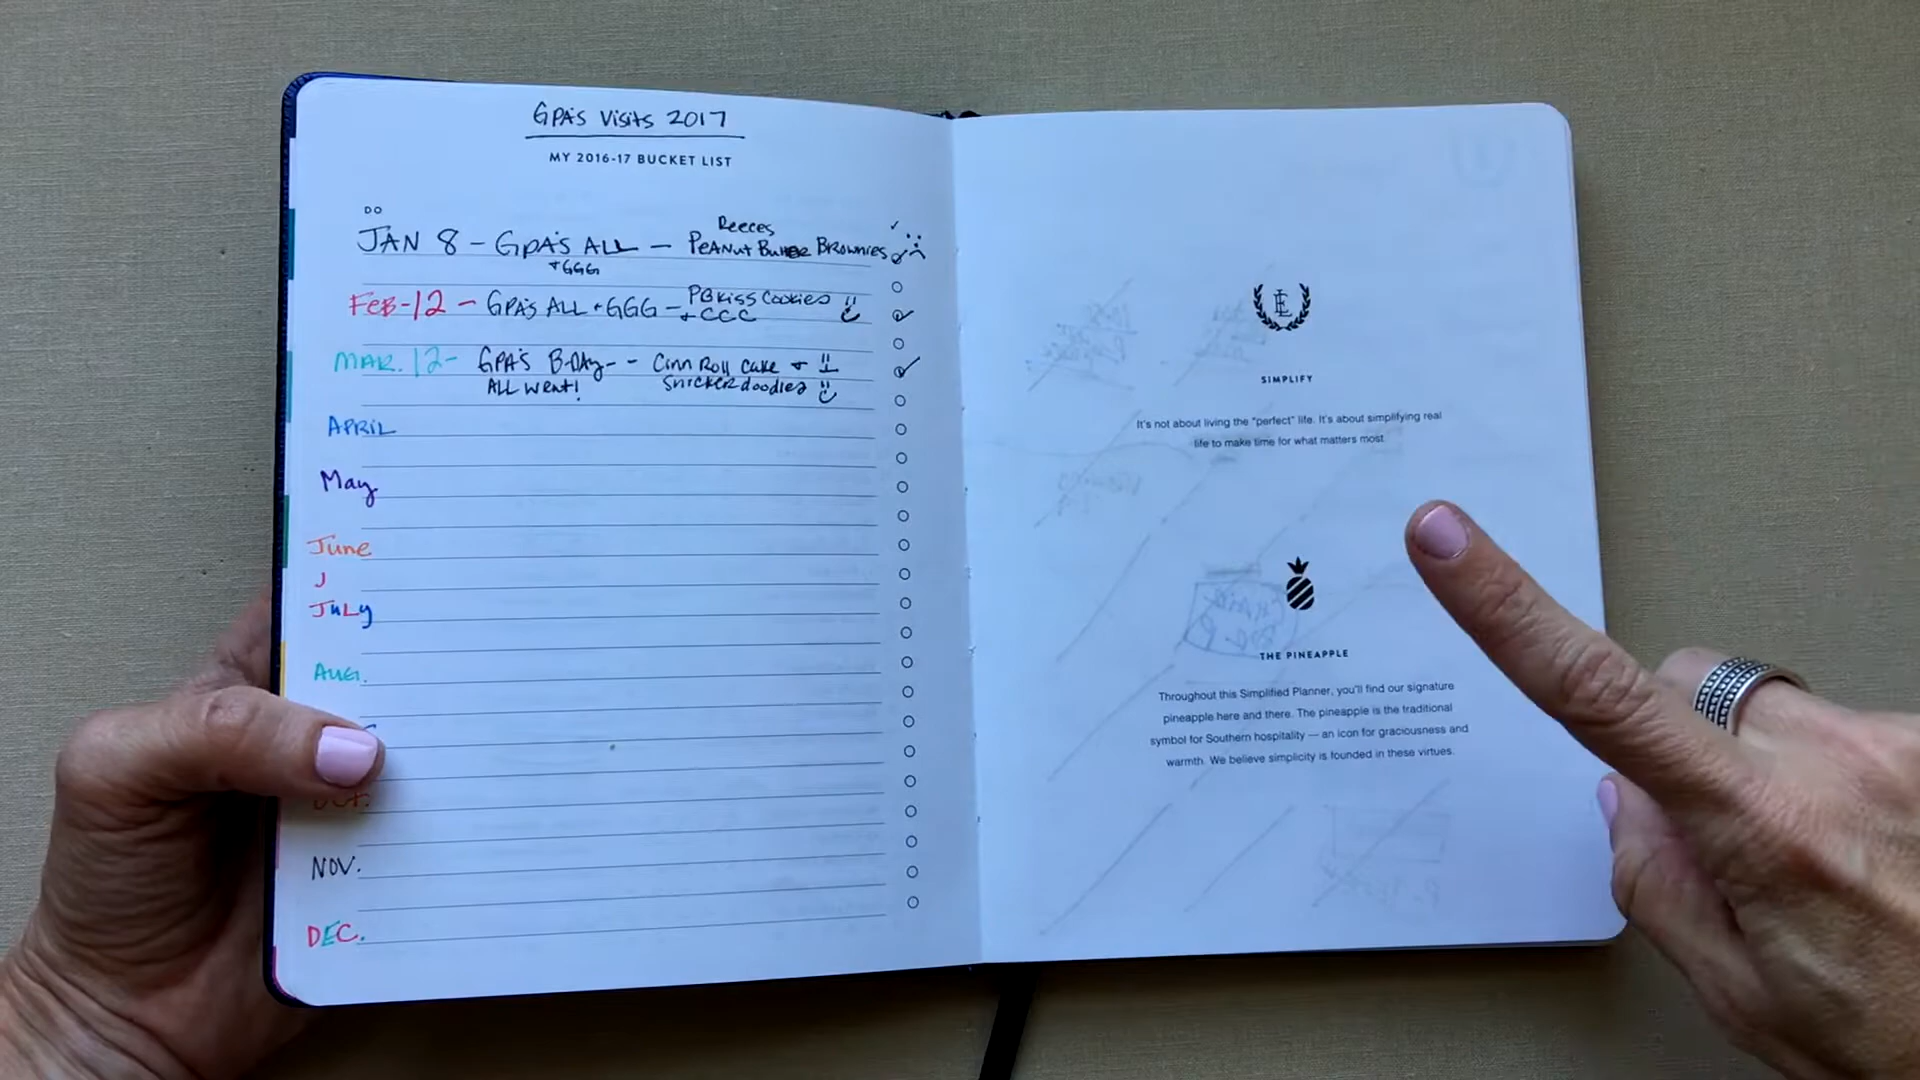 GPA'S Visits 2017
MY 2016-17 BUCKET LIST
DO
Reeces
JAN 8 - GPA'S ALL - PEANut Butter BROWNIES
+GGG
FEB-12 - GPA'S ALL + GGG - PB Kiss Cookies
+ CCC
MAR. 12- GPA'S B-DAY- - Cinn Roll Cake +
ALL went! SNICKERdoodles
APRIL
May
June
J
JuLy
AUG.
OCT.
NOV.
DEC.
SIMPLIFY
It's not about living the "perfect" life. It's about simplifying real
life to make time for what matters most.
THE PINEAPPLE
Throughout this Simplified Planner, you'll find our signature
pineapple here and there. The pineapple is the traditional
symbol for Southern hospitality — an icon for graciousness and
warmth. We believe simplicity is founded in these virtues.